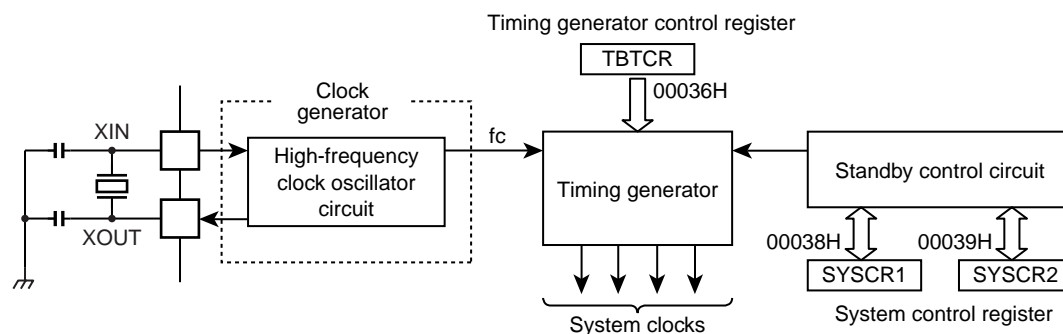 Timing generator control register
TBTCR
00036H
Clock
generator
XIN
High-frequency
clock oscillator
circuit
fc
Timing generator
Standby control circuit
XOUT
00038H
00039H
SYSCR1
SYSCR2
System clocks
System control register